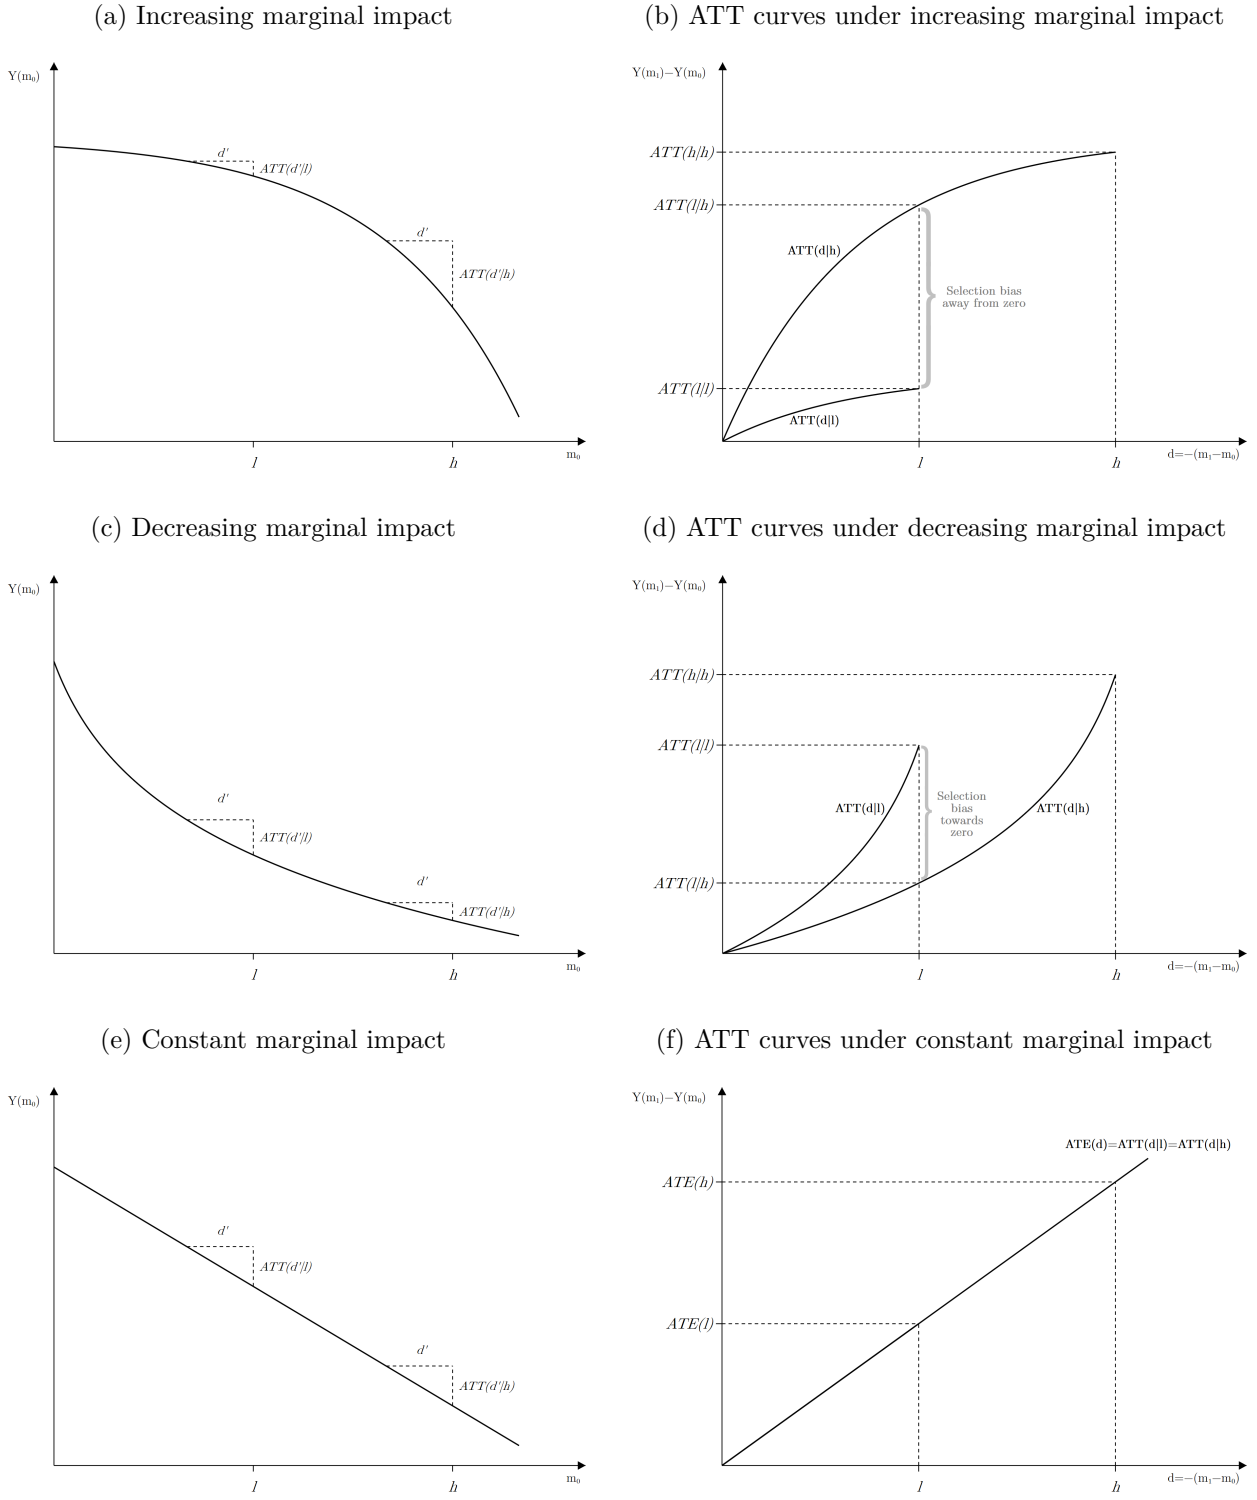 (a) Increasing marginal impact
Y(m₀)
d′
ATT(d′|l)
d′
ATT(d′|h)
l
h
m₀
(b) ATT curves under increasing marginal impact
Y(m₁)−Y(m₀)
ATT(h|h)
ATT(l|h)
ATT(d|h)
Selection bias
away from zero
ATT(l|l)
ATT(d|l)
l
h
d=−(m₁−m₀)
(c) Decreasing marginal impact
Y(m₀)
d′
ATT(d′|l)
d′
ATT(d′|h)
l
h
m₀
(d) ATT curves under decreasing marginal impact
Y(m₁)−Y(m₀)
ATT(h|h)
ATT(l|l)
ATT(d|l)
Selection
bias
towards
zero
ATT(d|h)
ATT(l|h)
l
h
d=−(m₁−m₀)
(e) Constant marginal impact
Y(m₀)
d′
ATT(d′|l)
d′
ATT(d′|h)
l
h
m₀
(f) ATT curves under constant marginal impact
Y(m₁)−Y(m₀)
ATE(d)=ATT(d|l)=ATT(d|h)
ATE(h)
ATE(l)
l
h
d=−(m₁−m₀)